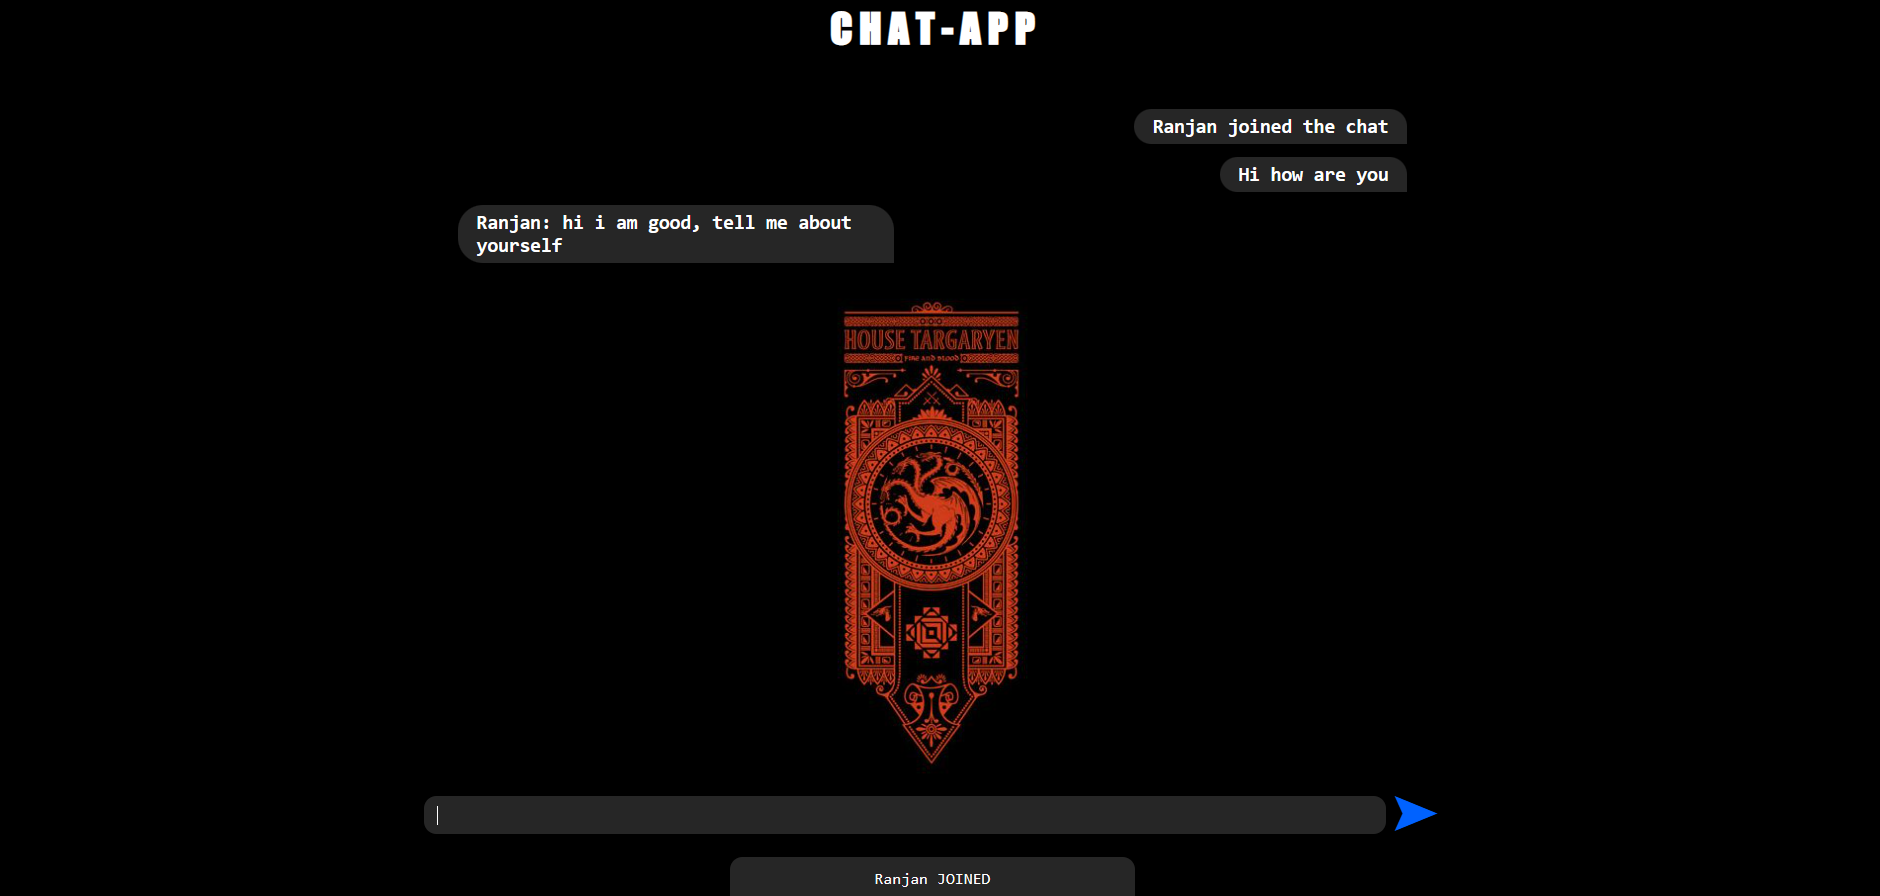 CHAT-APP
Ranjan joined the chat
Hi how are you
Ranjan: hi i am good, tell me about
yourself
HOUSE TARGARYEN
FIRE AND BLOOD
Ranjan JOINED